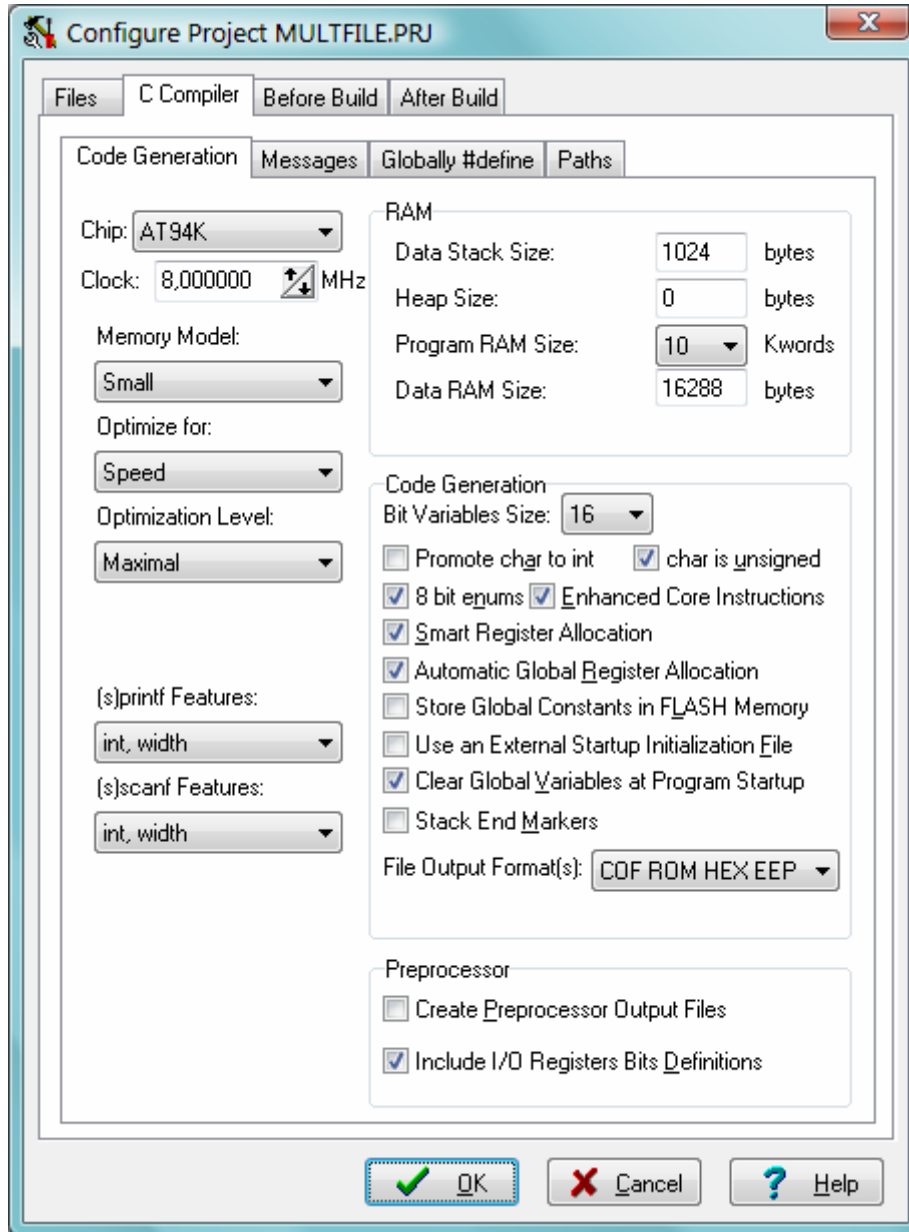 Configure Project MULTFILE.PRJ
Files C Compiler Before Build After Build
Code Generation Messages Globally #define Paths
Chip: AT94K
Clock: 8,000000 MHz
Memory Model:
Small
Optimize for:
Speed
Optimization Level:
Maximal
(s)printf Features:
int, width
(s)scanf Features:
int, width
RAM
Data Stack Size: 1024 bytes
Heap Size: 0 bytes
Program RAM Size: 10 Kwords
Data RAM Size: 16288 bytes
Code Generation
Bit Variables Size: 16
Promote char to int char is unsigned
8 bit enums Enhanced Core Instructions
Smart Register Allocation
Automatic Global Register Allocation
Store Global Constants in FLASH Memory
Use an External Startup Initialization File
Clear Global Variables at Program Startup
Stack End Markers
File Output Format(s): COF ROM HEX EEP
Preprocessor
Create Preprocessor Output Files
Include I/O Registers Bits Definitions
OK Cancel Help